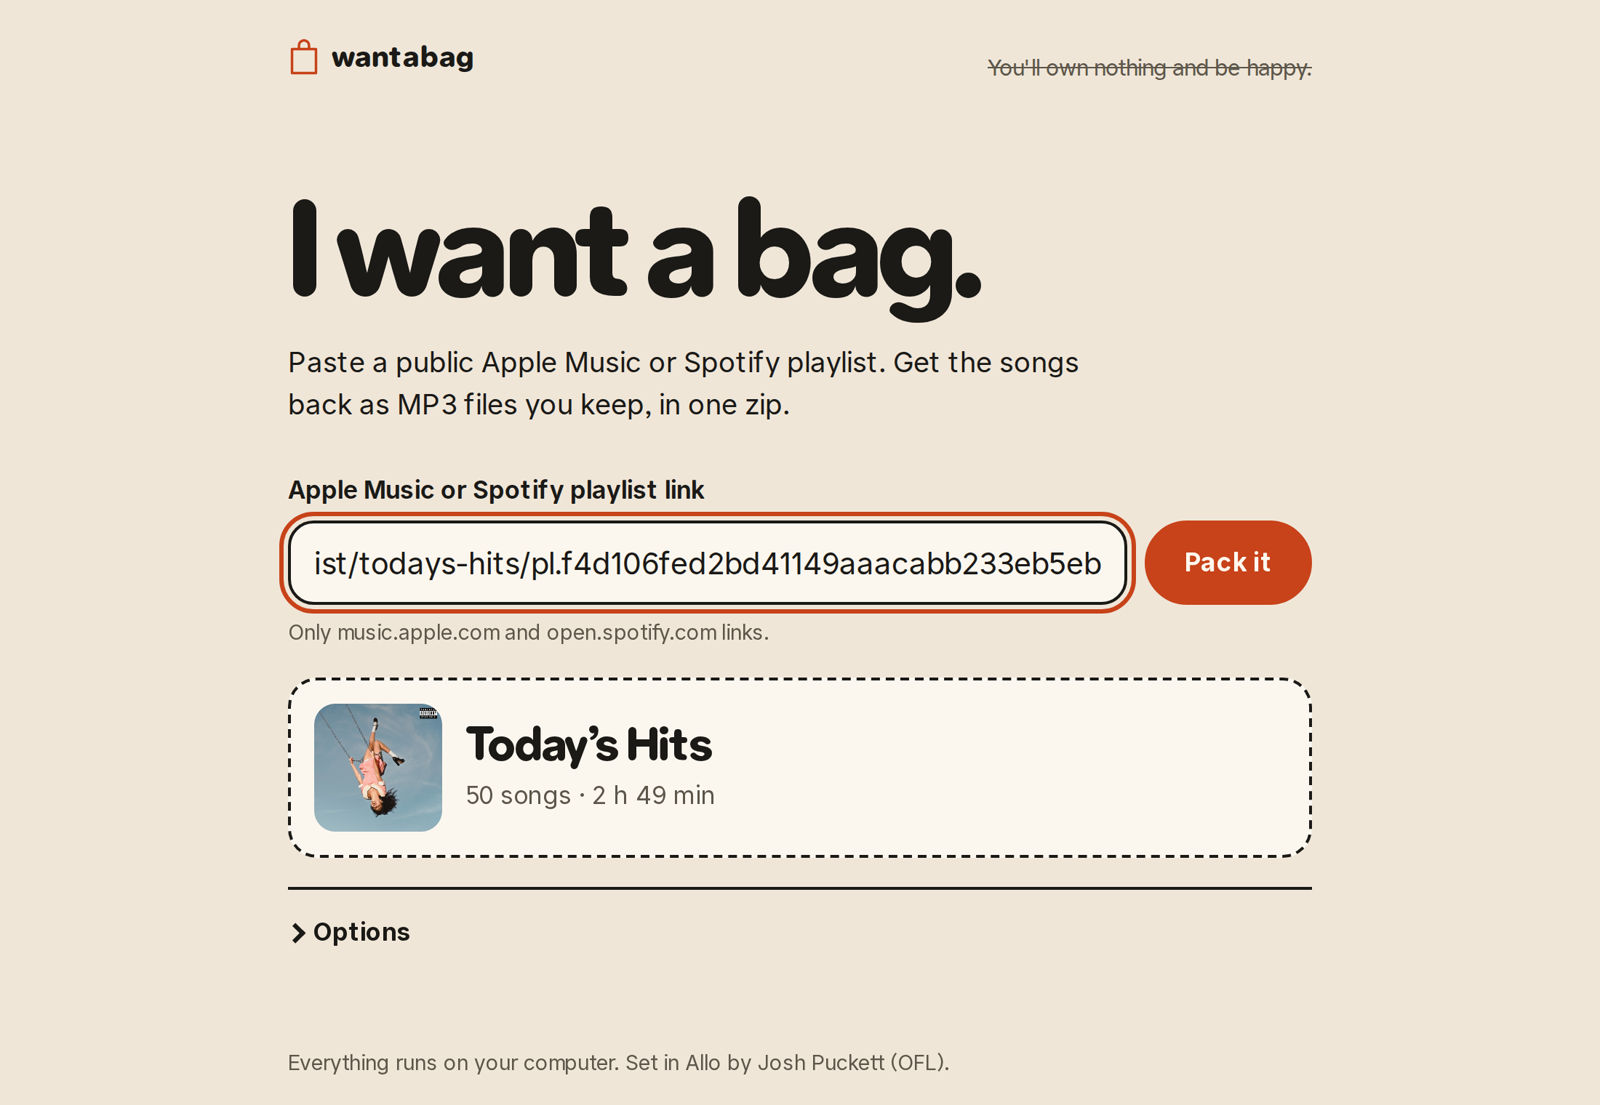 wantabag
You'll own nothing and be happy.
I want a bag.
Paste a public Apple Music or Spotify playlist. Get the songs
back as MP3 files you keep, in one zip.
Apple Music or Spotify playlist link
ist/todays-hits/pl.f4d106fed2bd41149aaacabb233eb5eb
Pack it
Only music.apple.com and open.spotify.com links.
Today’s Hits
50 songs · 2 h 49 min
Options
Everything runs on your computer. Set in Allo by Josh Puckett (OFL).